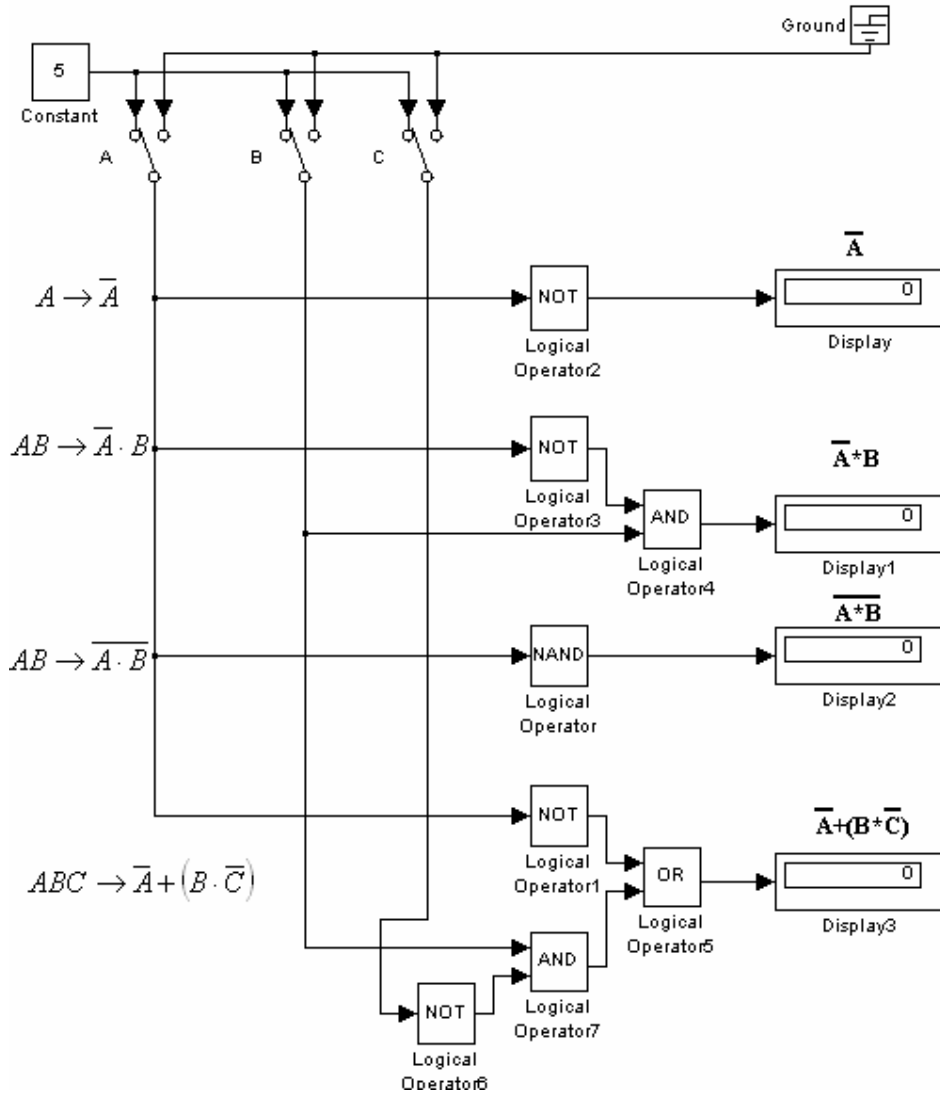 Ground
5
Constant
A
B
C
A → A̅
NOT
Logical
Operator2
A̅
0
Display
AB → A̅ · B
NOT
Logical
Operator3
AND
Logical
Operator4
A̅*B
0
Display1
AB → A̅ ̅·̅ ̅B̅
NAND
Logical
Operator
A̅*̅B̅
0
Display2
ABC → A̅ + (B · C̅)
NOT
Logical
Operator1
OR
Logical
Operator5
A̅+(B*C̅)
0
Display3
AND
Logical
Operator7
NOT
Logical
Operator6